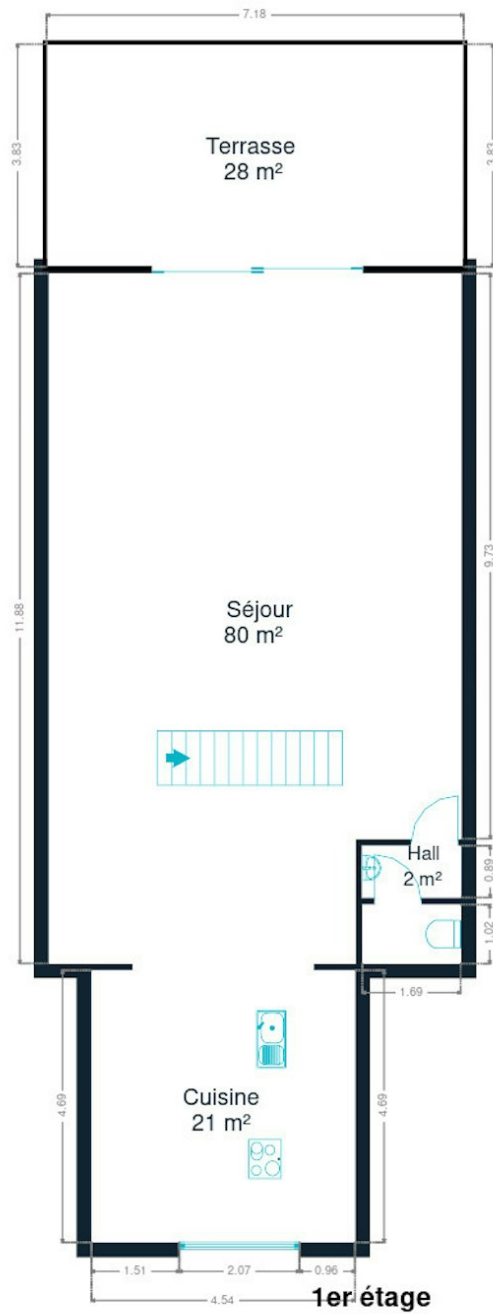 7.18
3.83
3.83
Terrasse
28 m²
11.88
9.73
Séjour
80 m²
Hall
2 m²
0.89
1.02
1.69
4.69
4.69
Cuisine
21 m²
1.51
2.07
0.96
4.54
1er étage